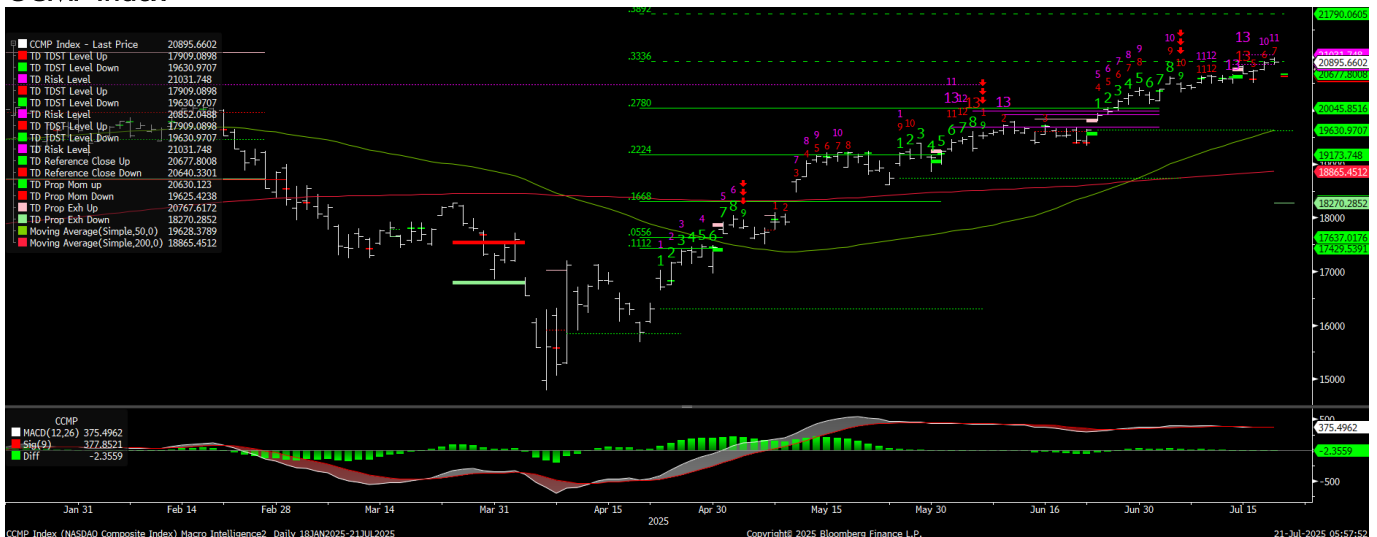 CCMP Index
CCMP Index - Last Price 20895.6602
TD TDST Level Up 17909.0898
TD TDST Level Down 19630.9707
TD Risk Level 21031.748
TD TDST Level Up 17909.0898
TD TDST Level Down 19630.9707
TD Risk Level 20852.0488
TD TDST Level Up 17909.0898
TD TDST Level Down 19630.9707
TD Risk Level 21031.748
TD Reference Close Up 20677.8008
TD Reference Close Down 20640.3301
TD Prop Mom up 20630.123
TD Prop Mom Down 19625.4238
TD Prop Exh Up 20767.6172
TD Prop Exh Down 18270.2852
Moving Average(Simple,50,0) 19628.3789
Moving Average(Simple,200,0) 18865.4512
.3892
.3336
.2780
.2224
.1668
.0556
.1112
21790.0605
21031.748
20895.6602
20677.8008
20045.8516
19630.9707
19173.748
18865.4512
18270.2852
18000
17637.0176
17429.5391
17000
16000
15000
CCMP
MACD(12,26) 375.4962
Sig(9) 377.8521
Diff -2.3559
500
375.4962
-2.3559
-500
Jan 31 Feb 14 Feb 28 Mar 14 Mar 31 Apr 15 Apr 30 May 15 May 30 Jun 16 Jun 30 Jul 15
2025
CCMP Index (NASDAQ Composite Index) Macro Intelligence2 Daily 18JAN2025-21JUL2025 Copyright© 2025 Bloomberg Finance L.P. 21-Jul-2025 05:57:52